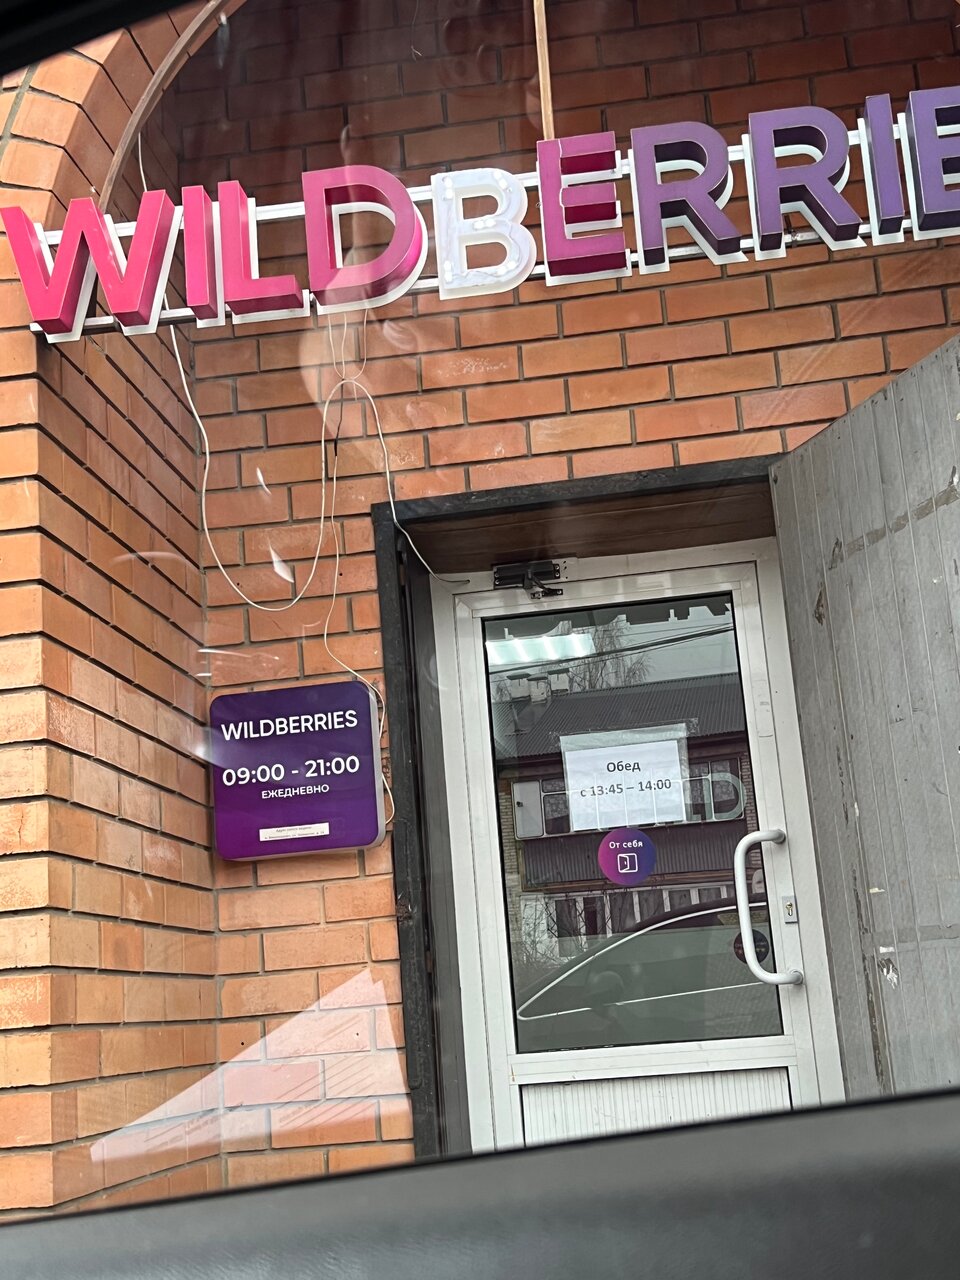 WILDBERRIE
WILDBERRIES
09:00 - 21:00
ЕЖЕДНЕВНО
Обед
с 13:45 – 14:00
От себя